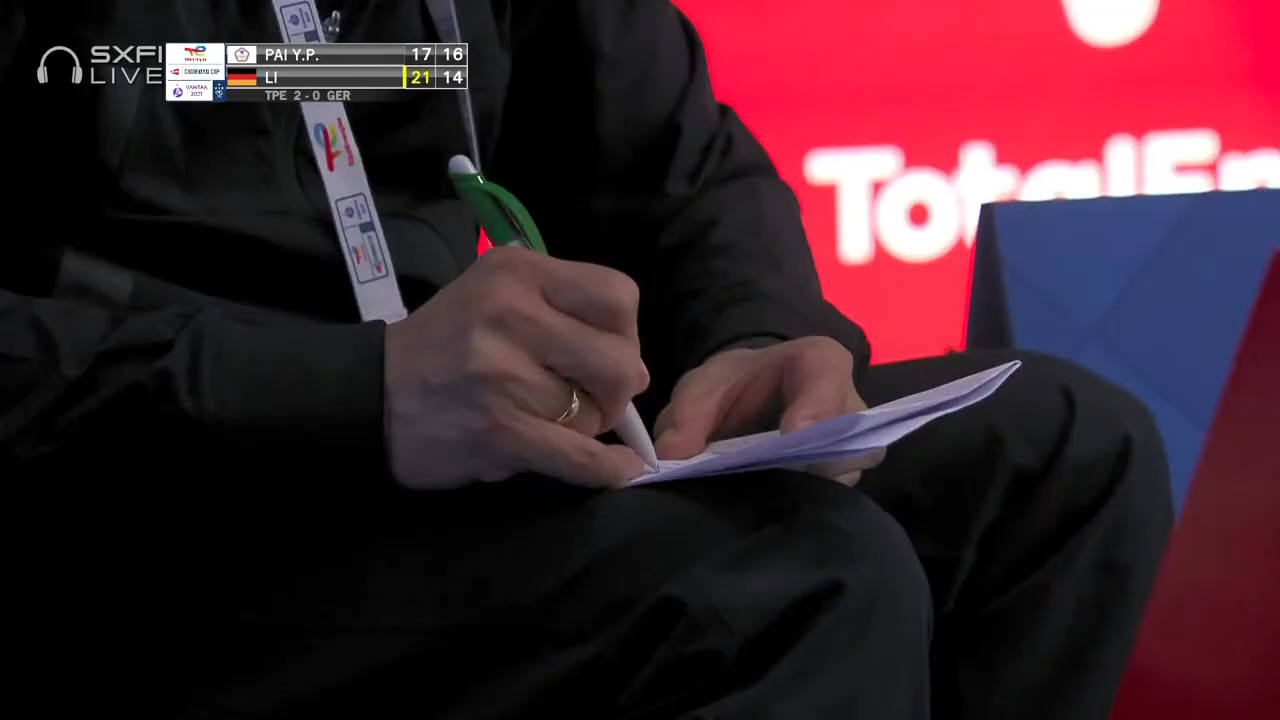 SXFI
LIVE
SUDIRMAN CUP
VANTAA
2021
PAI Y.P. 17 16
LI 21 14
TPE 2 - 0 GER
TotalEn